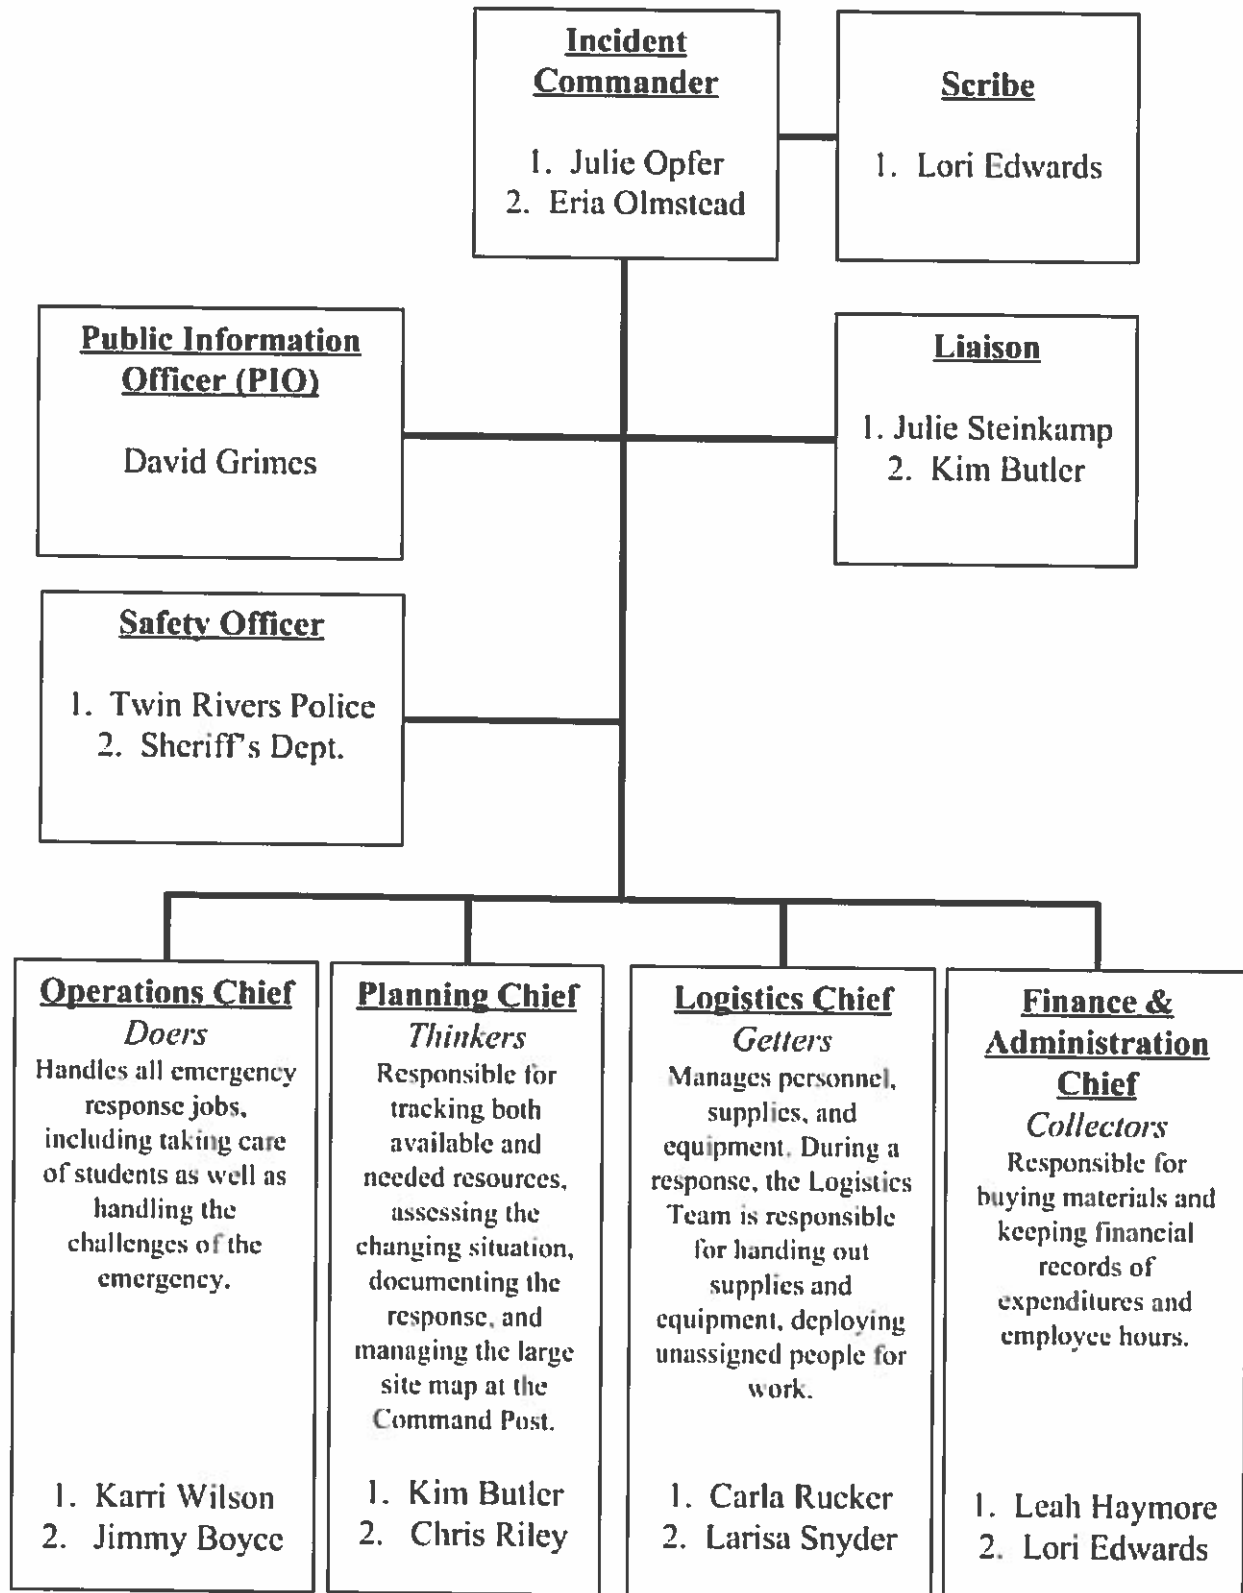 Incident
Commander
1. Julie Opfer
2. Eria Olmstead
Scribe
1. Lori Edwards
Public Information
Officer (PIO)
David Grimes
Liaison
1. Julie Steinkamp
2. Kim Butler
Safety Officer
1. Twin Rivers Police
2. Sheriff's Dept.
Operations Chief
Doers
Handles all emergency
response jobs,
including taking care
of students as well as
handling the
challenges of the
emergency.
1. Karri Wilson
2. Jimmy Boyce
Planning Chief
Thinkers
Responsible for
tracking both
available and
needed resources,
assessing the
changing situation,
documenting the
response, and
managing the large
site map at the
Command Post.
1. Kim Butler
2. Chris Riley
Logistics Chief
Getters
Manages personnel,
supplies, and
equipment. During a
response, the Logistics
Team is responsible
for handing out
supplies and
equipment, deploying
unassigned people for
work.
1. Carla Rucker
2. Larisa Snyder
Finance &
Administration
Chief
Collectors
Responsible for
buying materials and
keeping financial
records of
expenditures and
employee hours.
1. Leah Haymore
2. Lori Edwards